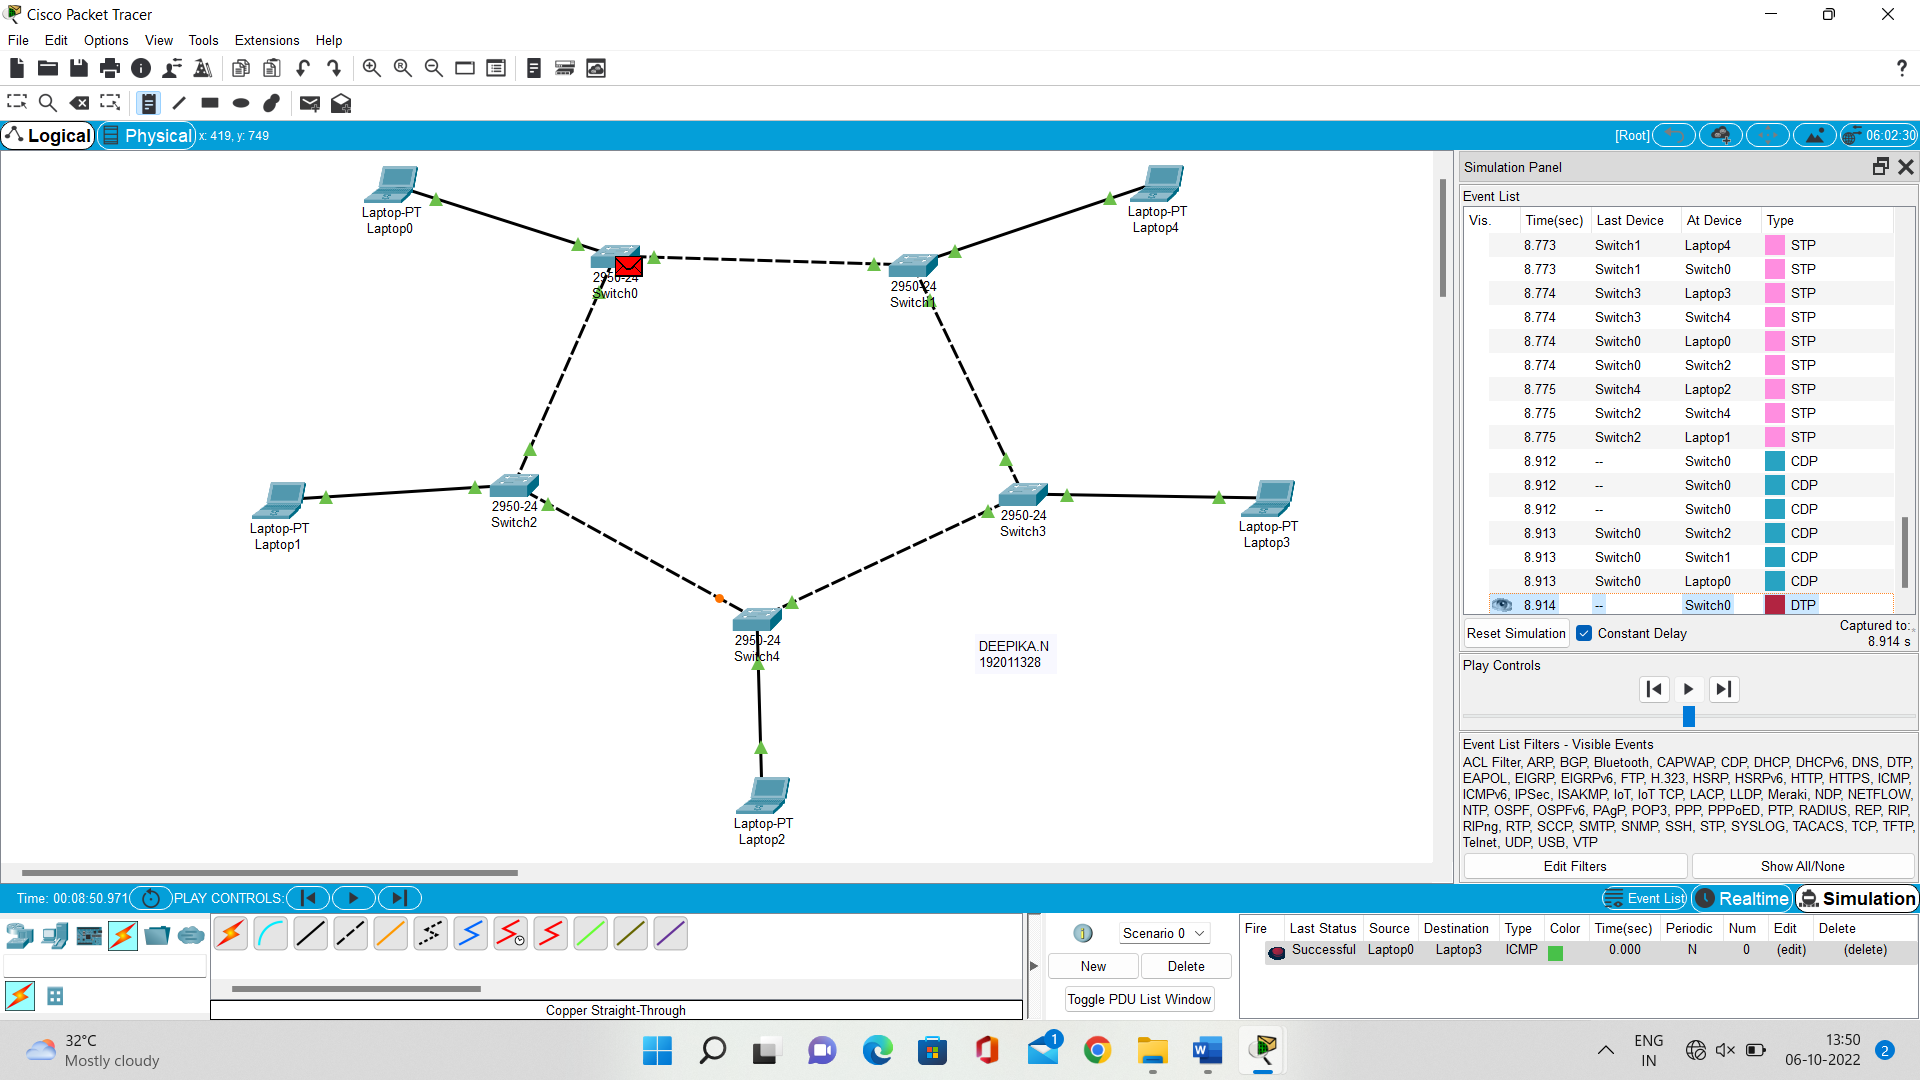 Cisco Packet Tracer
File Edit Options View Tools Extensions Help
Logical Physical x: 419, y: 749 [Root] 06:02:30
Laptop-PT
Laptop0
Laptop-PT
Laptop4
2950-24
Switch0
2950-24
Switch1
Laptop-PT
Laptop1
2950-24
Switch2
2950-24
Switch3
Laptop-PT
Laptop3
2950-24
Switch4
DEEPIKA.N
192011328
Laptop-PT
Laptop2
Simulation Panel
Event List
Vis. Time(sec) Last Device At Device Type
8.773 Switch1 Laptop4 STP
8.773 Switch1 Switch0 STP
8.774 Switch3 Laptop3 STP
8.774 Switch3 Switch4 STP
8.774 Switch0 Laptop0 STP
8.774 Switch0 Switch2 STP
8.775 Switch4 Laptop2 STP
8.775 Switch2 Switch4 STP
8.775 Switch2 Laptop1 STP
8.912 -- Switch0 CDP
8.912 -- Switch0 CDP
8.912 -- Switch0 CDP
8.913 Switch0 Switch2 CDP
8.913 Switch0 Switch1 CDP
8.913 Switch0 Laptop0 CDP
8.914 -- Switch0 DTP
Reset Simulation Constant Delay Captured to:
8.914 s
Play Controls
Event List Filters - Visible Events
ACL Filter, ARP, BGP, Bluetooth, CAPWAP, CDP, DHCP, DHCPv6, DNS, DTP,
EAPOL, EIGRP, EIGRPv6, FTP, H.323, HSRP, HSRPv6, HTTP, HTTPS, ICMP,
ICMPv6, IPSec, ISAKMP, IoT, IoT TCP, LACP, LLDP, Meraki, NDP, NETFLOW,
NTP, OSPF, OSPFv6, PAgP, POP3, PPP, PPPoED, PTP, RADIUS, REP, RIP,
RIPng, RTP, SCCP, SMTP, SNMP, SSH, STP, SYSLOG, TACACS, TCP, TFTP,
Telnet, UDP, USB, VTP
Edit Filters Show All/None
Time: 00:08:50.971 PLAY CONTROLS: Event List Realtime Simulation
Scenario 0
New Delete
Toggle PDU List Window
Fire Last Status Source Destination Type Color Time(sec) Periodic Num Edit Delete
Successful Laptop0 Laptop3 ICMP 0.000 N 0 (edit) (delete)
Copper Straight-Through
32°C
Mostly cloudy
1
ENG
IN
13:50
06-10-2022
2